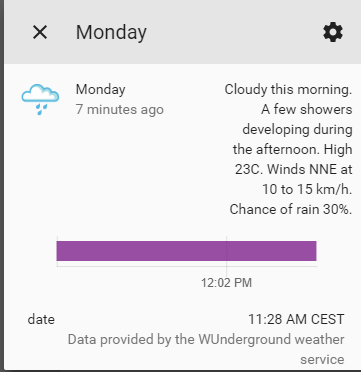 Monday
Monday
7 minutes ago
Cloudy this morning.
A few showers
developing during
the afternoon. High
23C. Winds NNE at
10 to 15 km/h.
Chance of rain 30%.
12:02 PM
date
11:28 AM CEST
Data provided by the WUnderground weather
service